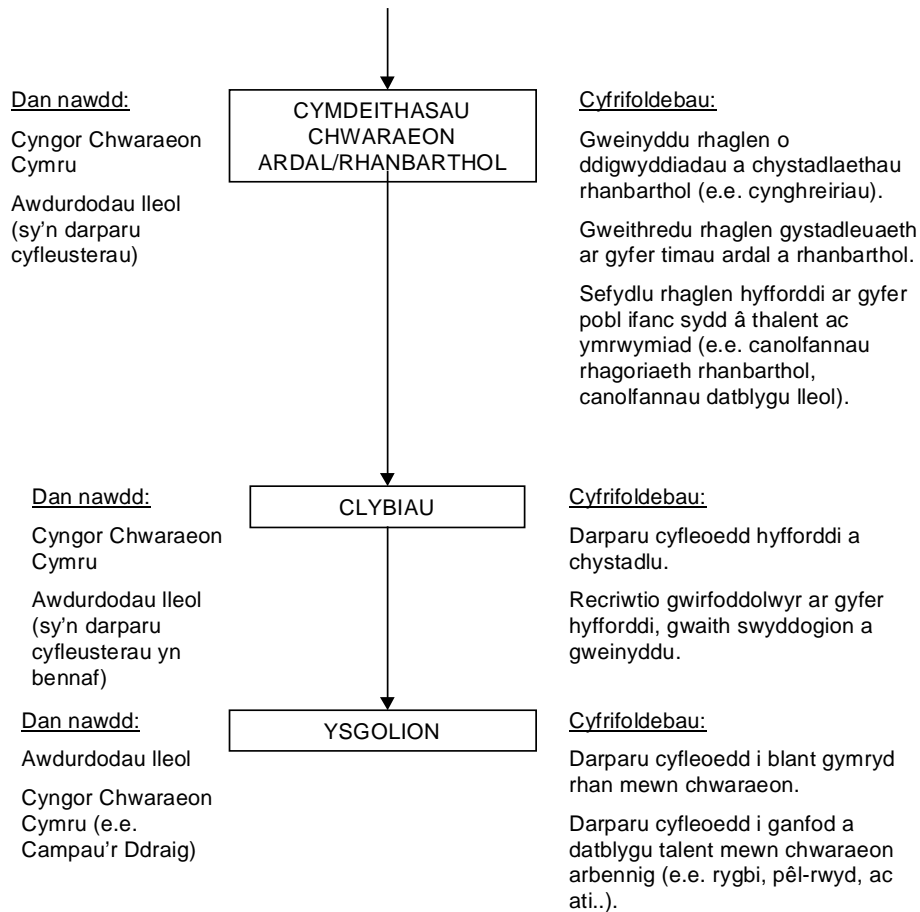 Dan nawdd:
Cyngor Chwaraeon
Cymru
Awdurdodau lleol
(sy'n darparu
cyfleusterau)
CYMDEITHASAU
CHWARAEON
ARDAL/RHANBARTHOL
Cyfrifoldebau:
Gweinyddu rhaglen o
ddigwyddiadau a chystadlaethau
rhanbarthol (e.e. cynghreiriau).
Gweithredu rhaglen gystadleuaeth
ar gyfer timau ardal a rhanbarthol.
Sefydlu rhaglen hyfforddi ar gyfer
pobl ifanc sydd â thalent ac
ymrwymiad (e.e. canolfannau
rhagoriaeth rhanbarthol,
canolfannau datblygu lleol).
Dan nawdd:
Cyngor Chwaraeon
Cymru
Awdurdodau lleol
(sy'n darparu
cyfleusterau yn
bennaf)
CLYBIAU
Cyfrifoldebau:
Darparu cyfleoedd hyfforddi a
chystadlu.
Recriwtio gwirfoddolwyr ar gyfer
hyfforddi, gwaith swyddogion a
gweinyddu.
Dan nawdd:
Awdurdodau lleol
Cyngor Chwaraeon
Cymru (e.e.
Campau'r Ddraig)
YSGOLION
Cyfrifoldebau:
Darparu cyfleoedd i blant gymryd
rhan mewn chwaraeon.
Darparu cyfleoedd i ganfod a
datblygu talent mewn chwaraeon
arbennig (e.e. rygbi, pêl-rwyd, ac
ati..).